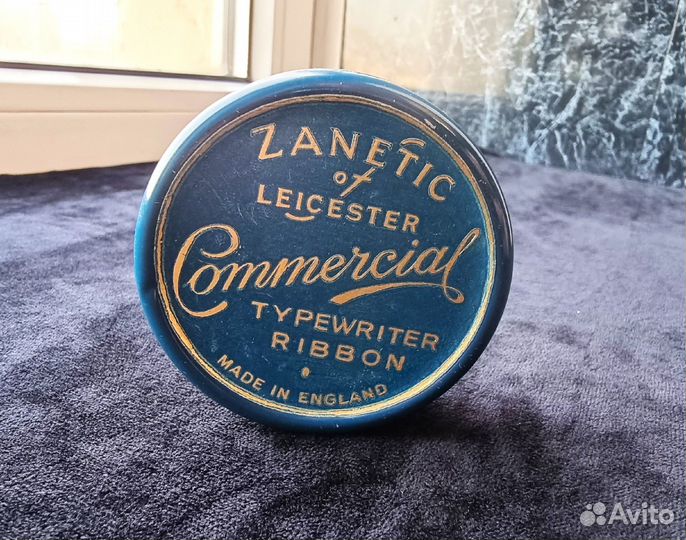 ZANETIC
of
LEICESTER
Commercial
TYPEWRITER
RIBBON
MADE IN ENGLAND
Avito